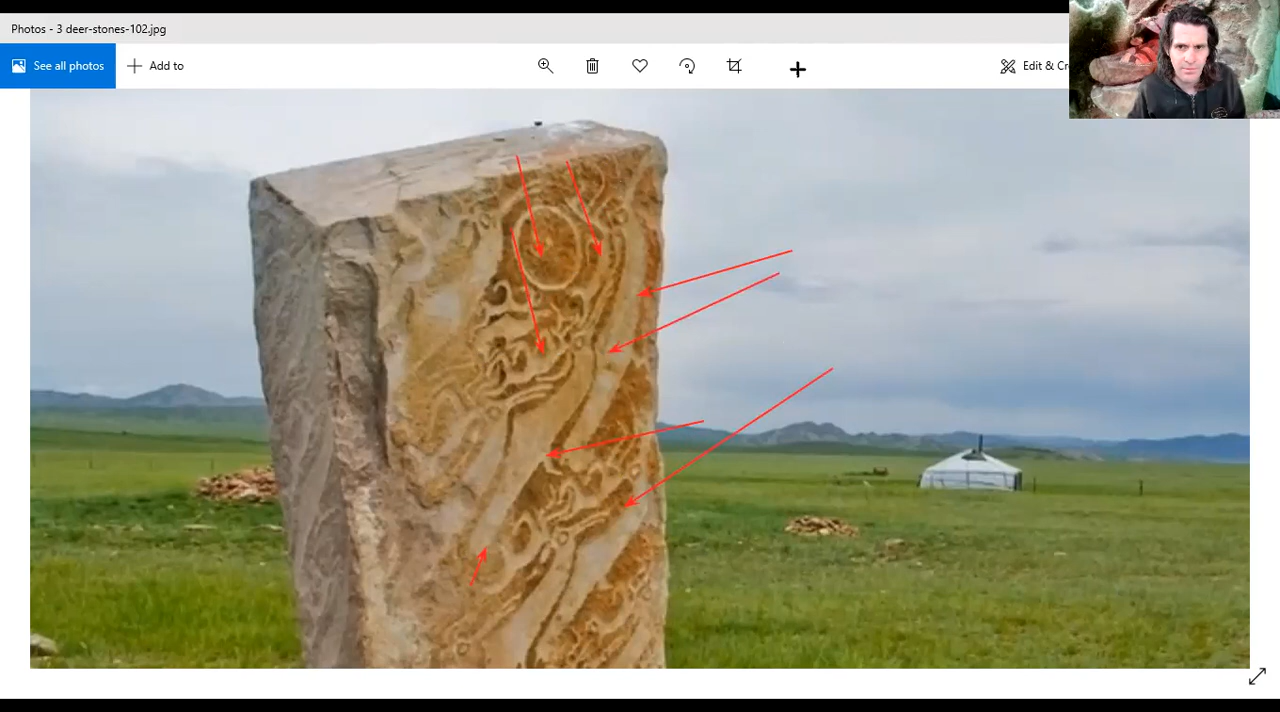 Photos - 3 deer-stones-102.jpg
See all photos
Add to
Edit & Cr